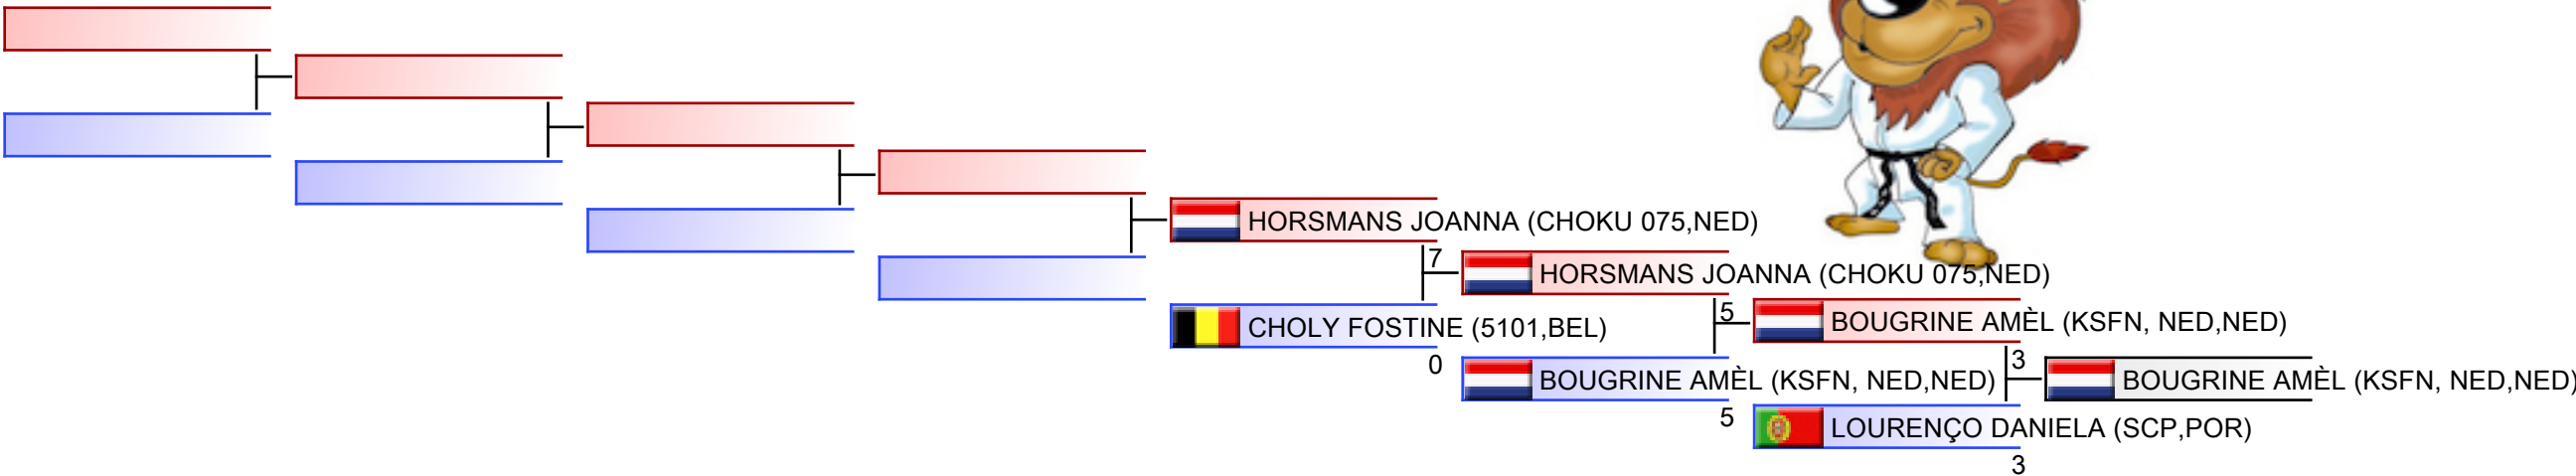 HORSMANS JOANNA (CHOKU 075,NED)
7
HORSMANS JOANNA (CHOKU 075,NED)
CHOLY FOSTINE (5101,BEL)
0
5
BOUGRINE AMÈL (KSFN, NED,NED)
BOUGRINE AMÈL (KSFN, NED,NED)
5
3
BOUGRINE AMÈL (KSFN, NED,NED)
LOURENÇO DANIELA (SCP,POR)
3